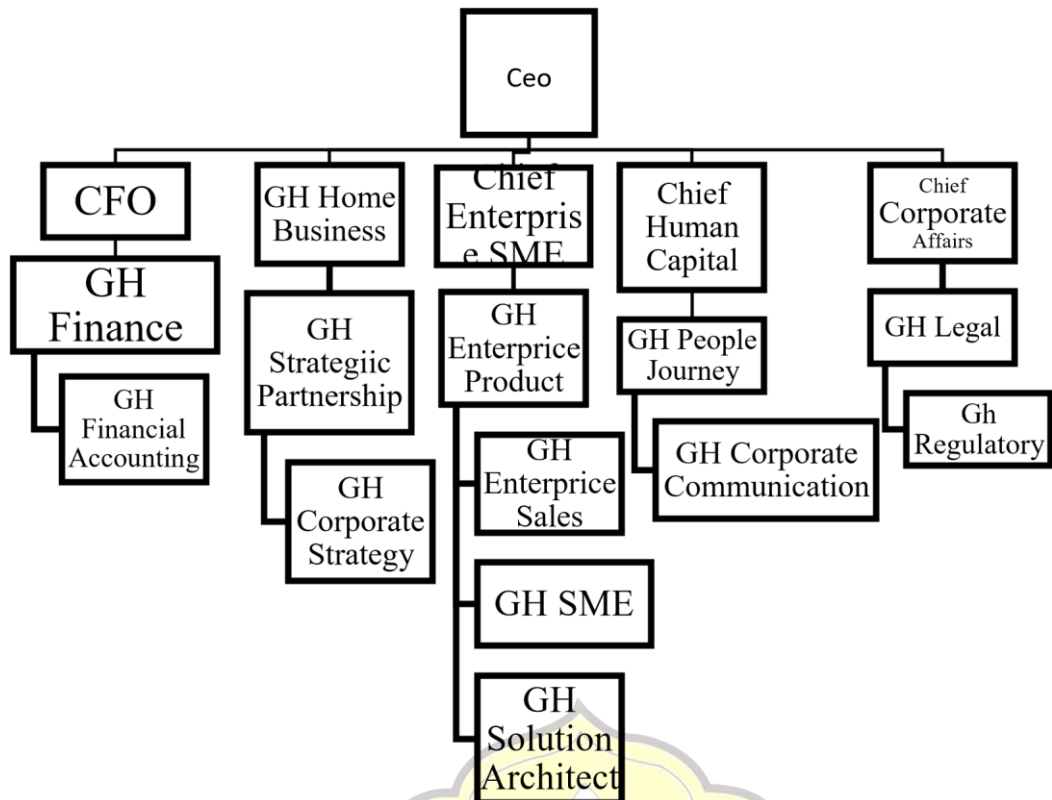 Ceo
CFO
GH
Finance
GH
Financial
Accounting
GH Home
Business
GH
Strategiic
Partnership
GH
Corporate
Strategy
Chief
Enterpris
e SME
GH
Enterprice
Product
GH
Enterprice
Sales
GH SME
GH
Solution
Architect
Chief
Human
Capital
GH People
Journey
GH Corporate
Communication
Chief
Corporate
Affairs
GH Legal
Gh
Regulatory